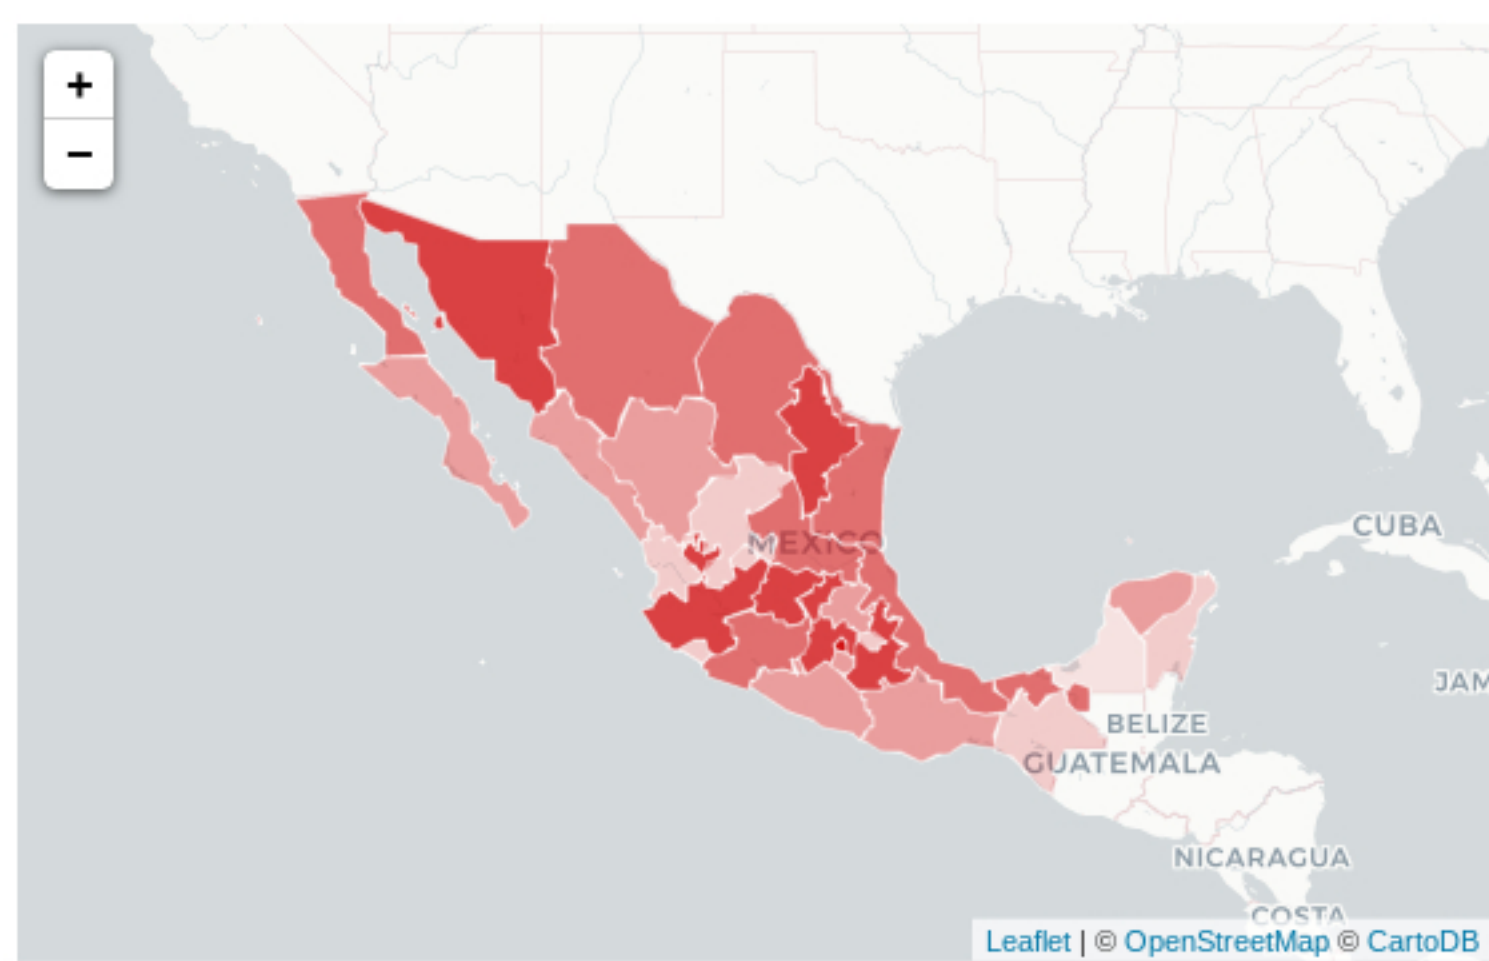 +
−
MEXICO
CUBA
JAM
BELIZE
GUATEMALA
NICARAGUA
COSTA
Leaflet | © OpenStreetMap © CartoDB